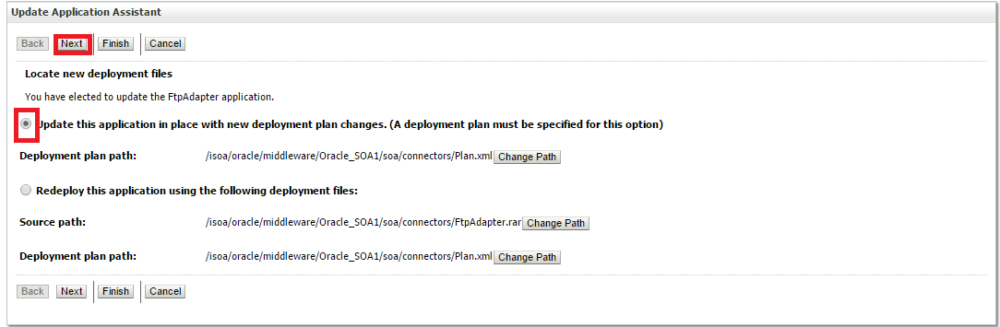 Update Application Assistant
Back Next Finish Cancel
Locate new deployment files
You have elected to update the FtpAdapter application.
Update this application in place with new deployment plan changes. (A deployment plan must be specified for this option)
Deployment plan path: /isoa/oracle/middleware/Oracle_SOA1/soa/connectors/Plan.xml Change Path
Redeploy this application using the following deployment files:
Source path: /isoa/oracle/middleware/Oracle_SOA1/soa/connectors/FtpAdapter.rar Change Path
Deployment plan path: /isoa/oracle/middleware/Oracle_SOA1/soa/connectors/Plan.xml Change Path
Back Next Finish Cancel